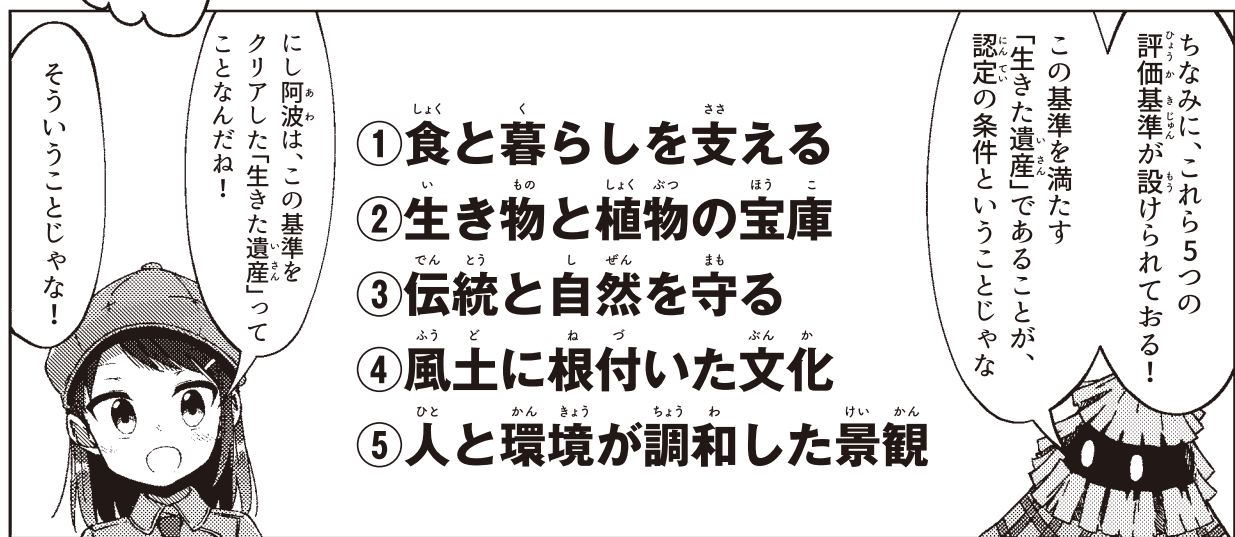 ちなみに、これら5つの
評価基準が設けられておる!
この基準を満たす
「生きた遺産」であることが、
認定の条件ということじゃな
①食と暮らしを支える
②生き物と植物の宝庫
③伝統と自然を守る
④風土に根付いた文化
⑤人と環境が調和した景観
にし阿波は、この基準を
クリアした「生きた遺産」って
ことなんだね!
そういうことじゃな!